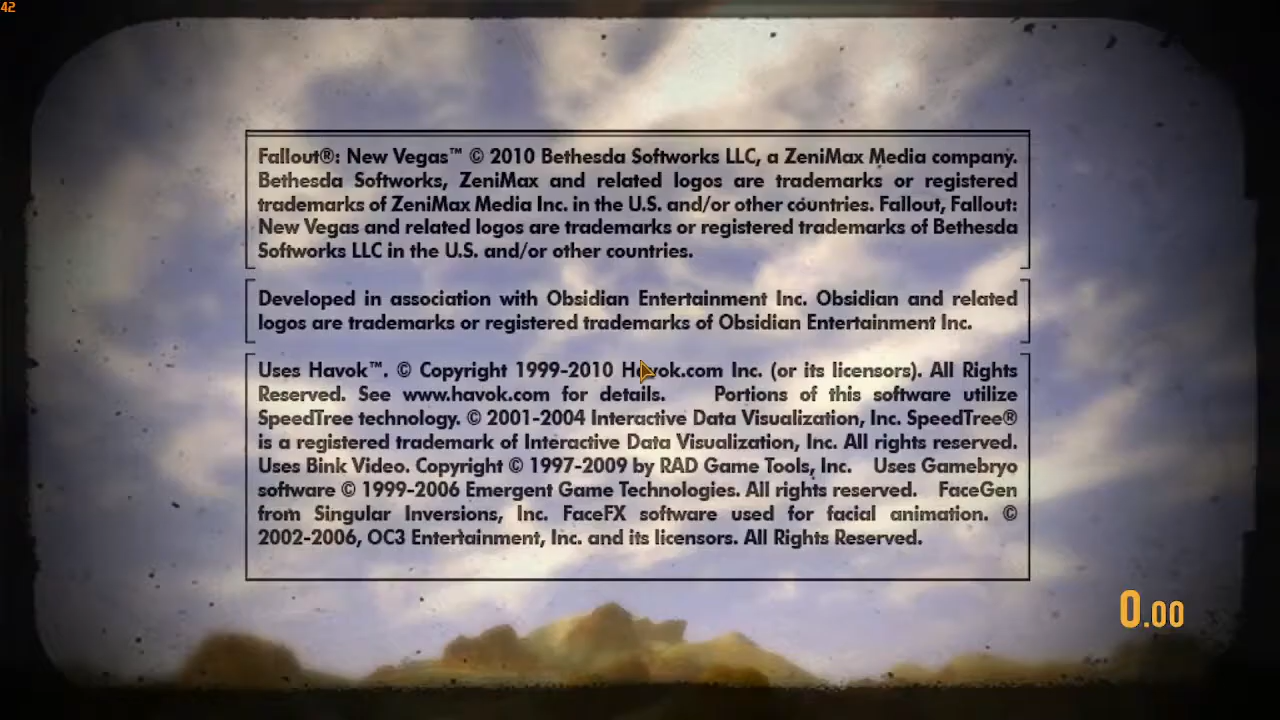 42
Fallout®: New Vegas™ © 2010 Bethesda Softworks LLC, a ZeniMax Media company.
Bethesda Softworks, ZeniMax and related logos are trademarks or registered
trademarks of ZeniMax Media Inc. in the U.S. and/or other countries. Fallout, Fallout:
New Vegas and related logos are trademarks or registered trademarks of Bethesda
Softworks LLC in the U.S. and/or other countries.
Developed in association with Obsidian Entertainment Inc. Obsidian and related
logos are trademarks or registered trademarks of Obsidian Entertainment Inc.
Uses Havok™. © Copyright 1999-2010 Havok.com Inc. (or its licensors). All Rights
Reserved. See www.havok.com for details. Portions of this software utilize
SpeedTree technology. © 2001-2004 Interactive Data Visualization, Inc. SpeedTree®
is a registered trademark of Interactive Data Visualization, Inc. All rights reserved.
Uses Bink Video. Copyright © 1997-2009 by RAD Game Tools, Inc. Uses Gamebryo
software © 1999-2006 Emergent Game Technologies. All rights reserved. FaceGen
from Singular Inversions, Inc. FaceFX software used for facial animation. ©
2002-2006, OC3 Entertainment, Inc. and its licensors. All Rights Reserved.
0.00